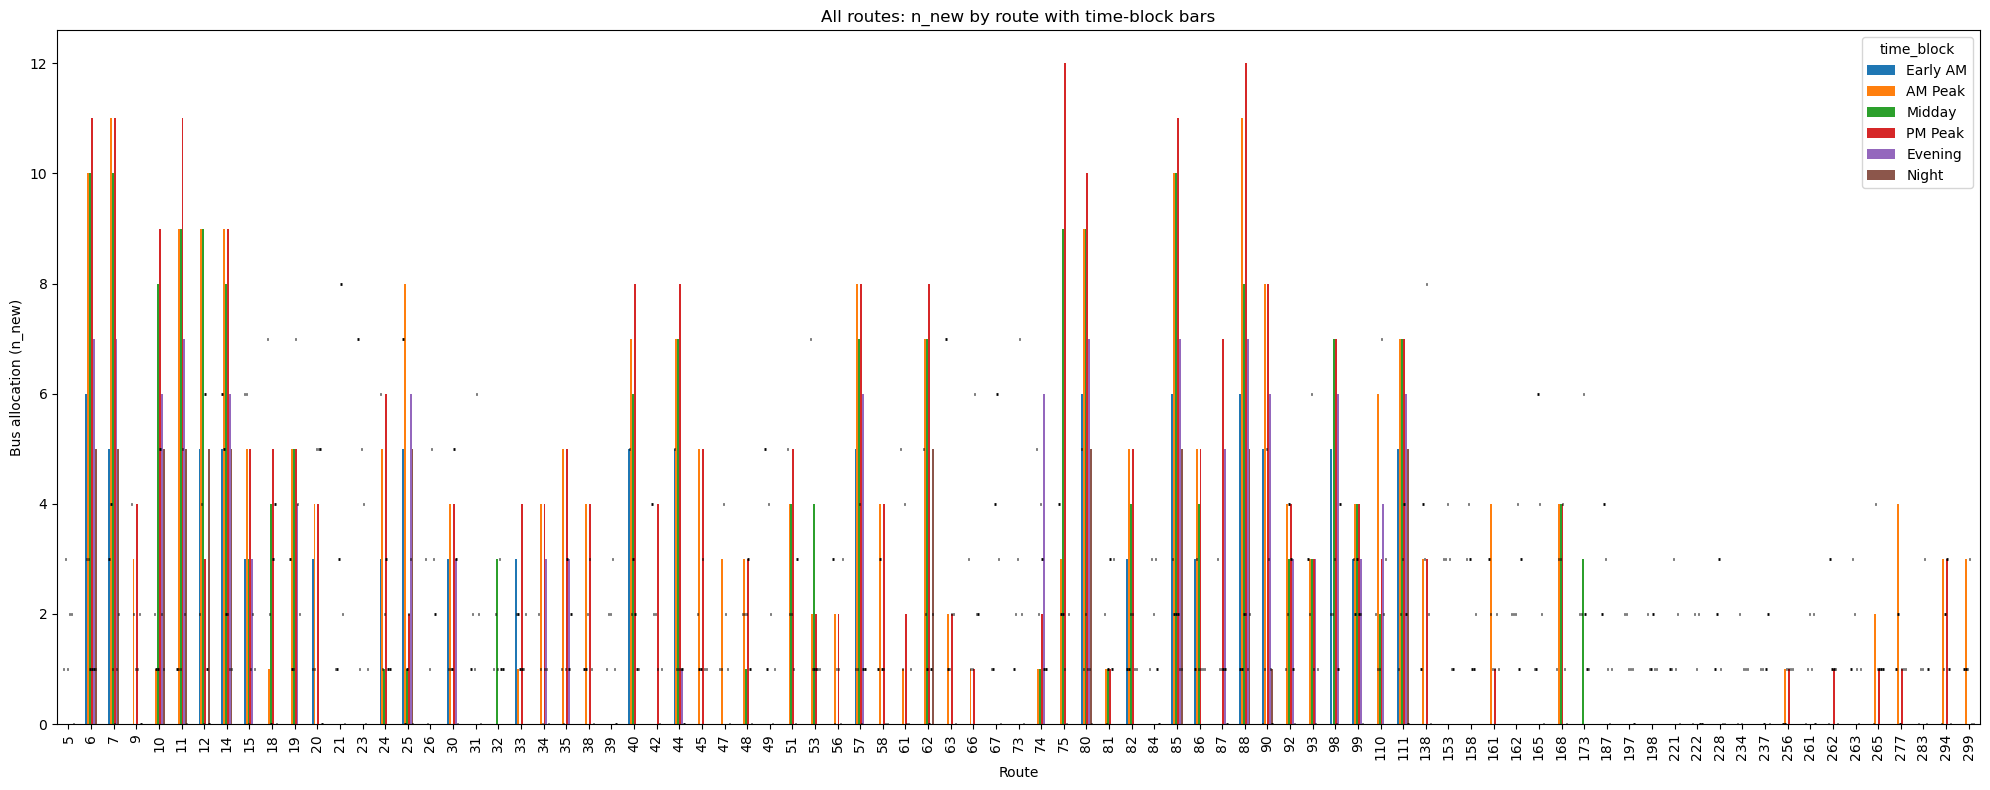 All routes: n_new by route with time-block bars
time_block
Early AM
AM Peak
Midday
PM Peak
Evening
Night
Bus allocation (n_new)
12
10
8
6
4
2
0
5 6 7 9 10 11 12 14 15 18 19 20 21 23 24 25 26 30 31 32 33 34 35 38 39 40 42 44 45 47 48 49 51 53 56 57 58 61 62 63 66 67 73 74 75 80 81 82 84 85 86 87 88 90 92 93 98 99 110 111 138 153 158 161 162 165 168 173 187 197 198 221 222 228 234 237 256 261 262 263 265 277 283 294 299
Route